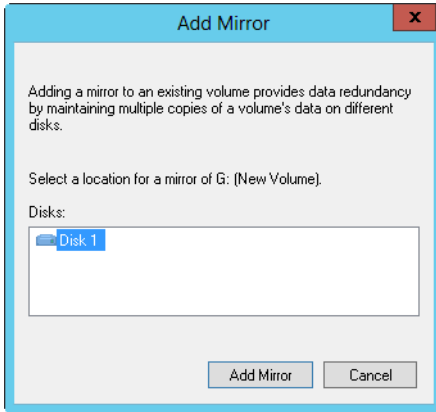 Add Mirror
x
Adding a mirror to an existing volume provides data redundancy
by maintaining multiple copies of a volume's data on different
disks.
Select a location for a mirror of G: (New Volume).
Disks:
Disk 1
Add Mirror
Cancel